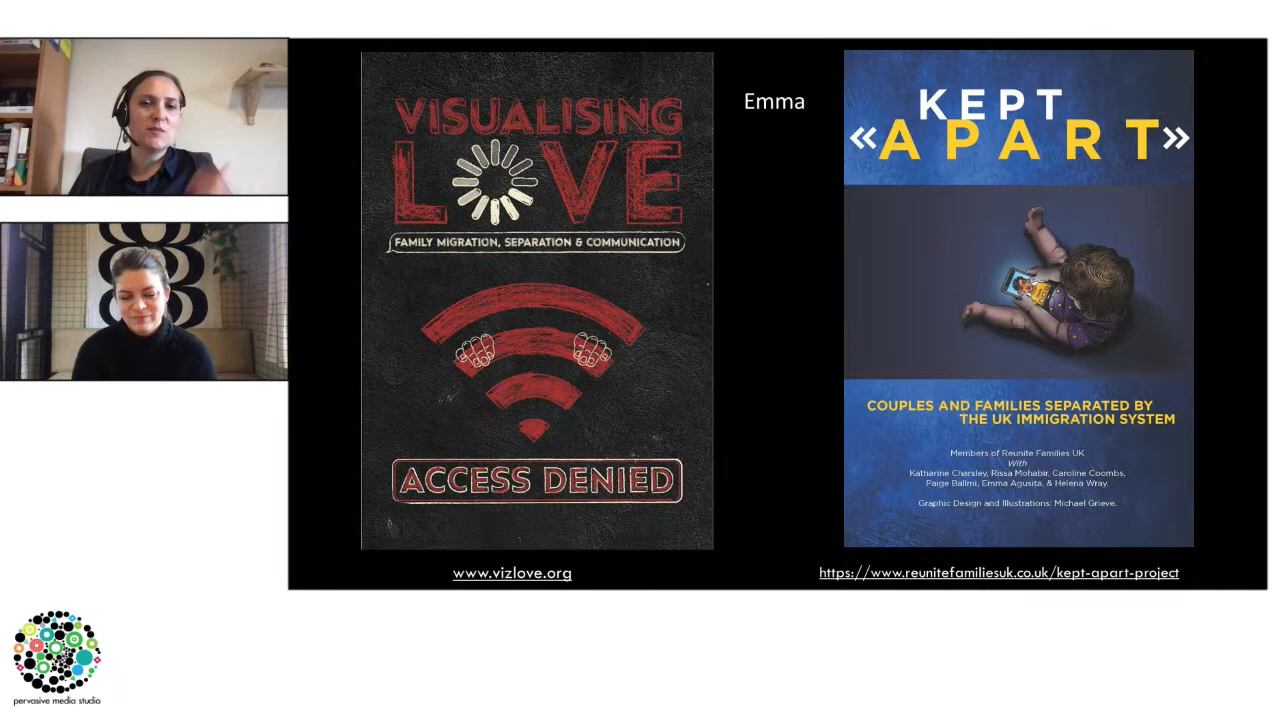 VISUALISING
LOVE
FAMILY MIGRATION, SEPARATION & COMMUNICATION
ACCESS DENIED
www.vizlove.org
Emma
KEPT
«APART»
COUPLES AND FAMILIES SEPARATED BY
THE UK IMMIGRATION SYSTEM
Members of Reunite Families UK
With
Katharine Charsley, Rissa Mohabir, Caroline Coombs,
Paige Ballmi, Emma Agusita, & Helena Wray.
Graphic Design and Illustrations: Michael Grieve.
https://www.reunitefamiliesuk.co.uk/kept-apart-project
pervasive media studio